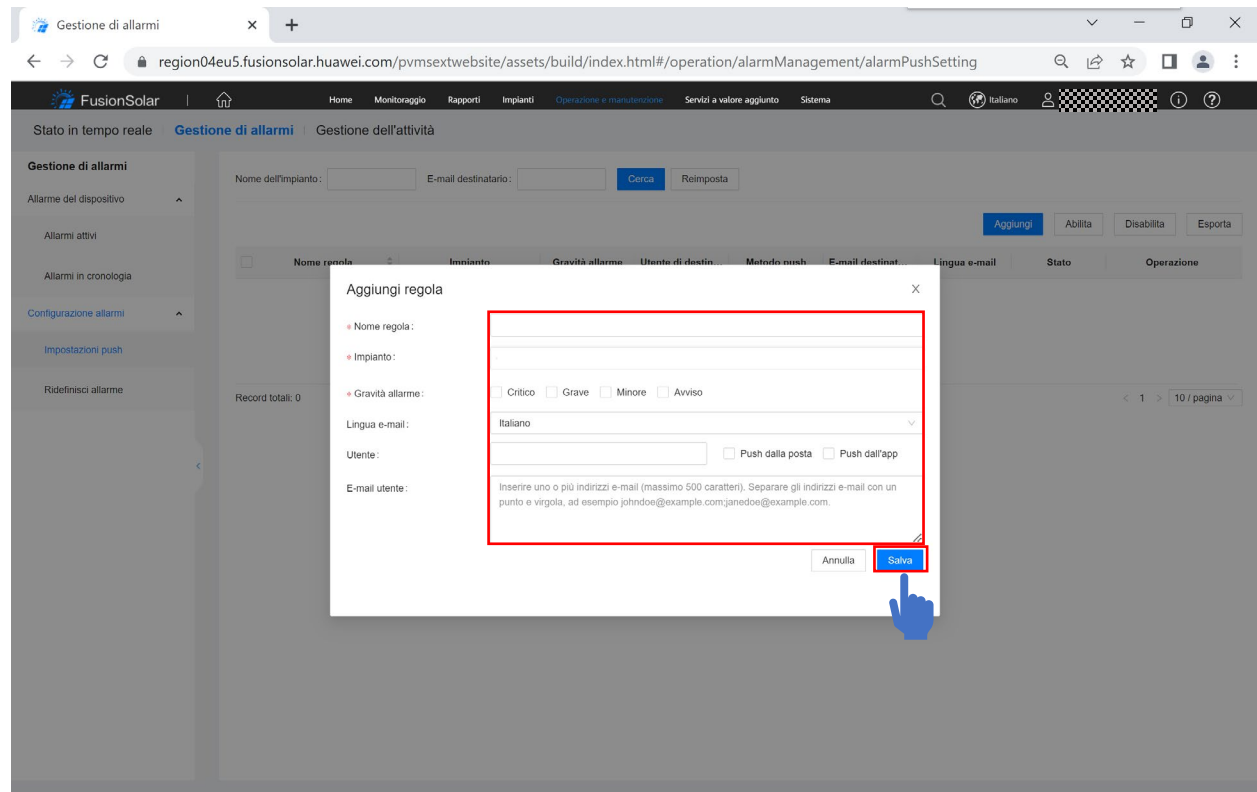 Gestione di allarmi
region04eu5.fusionsolar.huawei.com/pvmsextwebsite/assets/build/index.html#/operation/alarmManagement/alarmPushSetting
FusionSolar Home Monitoraggio Rapporti Impianti Operazione e manutenzione Servizi a valore aggiunto Sistema Italiano
Stato in tempo reale Gestione di allarmi Gestione dell'attività
Gestione di allarmi
Allarme del dispositivo
Allarmi attivi
Allarmi in cronologia
Configurazione allarmi
Impostazioni push
Ridefinisci allarme
Nome dell'impianto: E-mail destinatario: Cerca Reimposta
Aggiungi Abilita Disabilita Esporta
Nome regola Impianto Gravità allarme Utente di destin... Metodo push E-mail destinat... Lingua e-mail Stato Operazione
Record totali: 0 < 1 > 10 / pagina
Aggiungi regola
* Nome regola:
* Impianto:
* Gravità allarme: Critico Grave Minore Avviso
Lingua e-mail: Italiano
Utente: Push dalla posta Push dall'app
E-mail utente: Inserire uno o più indirizzi e-mail (massimo 500 caratteri). Separare gli indirizzi e-mail con un
punto e virgola, ad esempio johndoe@example.com;janedoe@example.com.
Annulla Salva